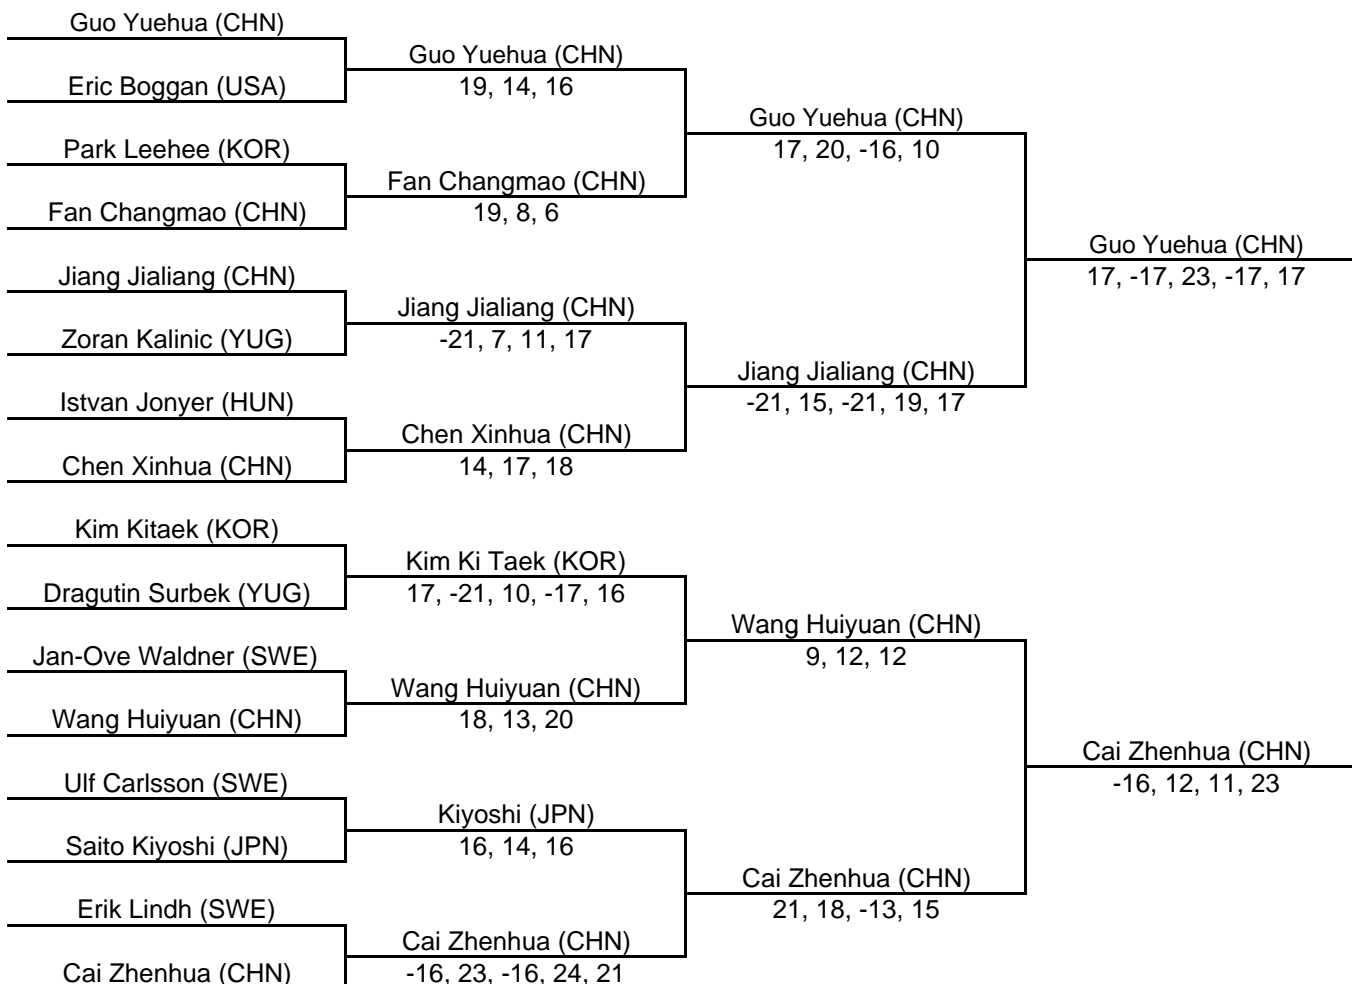 Guo Yuehua (CHN)
Eric Boggan (USA)
Park Leehee (KOR)
Fan Changmao (CHN)
Jiang Jialiang (CHN)
Zoran Kalinic (YUG)
Istvan Jonyer (HUN)
Chen Xinhua (CHN)
Kim Kitaek (KOR)
Dragutin Surbek (YUG)
Jan-Ove Waldner (SWE)
Wang Huiyuan (CHN)
Ulf Carlsson (SWE)
Saito Kiyoshi (JPN)
Erik Lindh (SWE)
Cai Zhenhua (CHN)
Guo Yuehua (CHN)
19, 14, 16
Fan Changmao (CHN)
19, 8, 6
Jiang Jialiang (CHN)
-21, 7, 11, 17
Chen Xinhua (CHN)
14, 17, 18
Kim Ki Taek (KOR)
17, -21, 10, -17, 16
Wang Huiyuan (CHN)
18, 13, 20
Kiyoshi (JPN)
16, 14, 16
Cai Zhenhua (CHN)
-16, 23, -16, 24, 21
Guo Yuehua (CHN)
17, 20, -16, 10
Jiang Jialiang (CHN)
-21, 15, -21, 19, 17
Wang Huiyuan (CHN)
9, 12, 12
Cai Zhenhua (CHN)
21, 18, -13, 15
Guo Yuehua (CHN)
17, -17, 23, -17, 17
Cai Zhenhua (CHN)
-16, 12, 11, 23